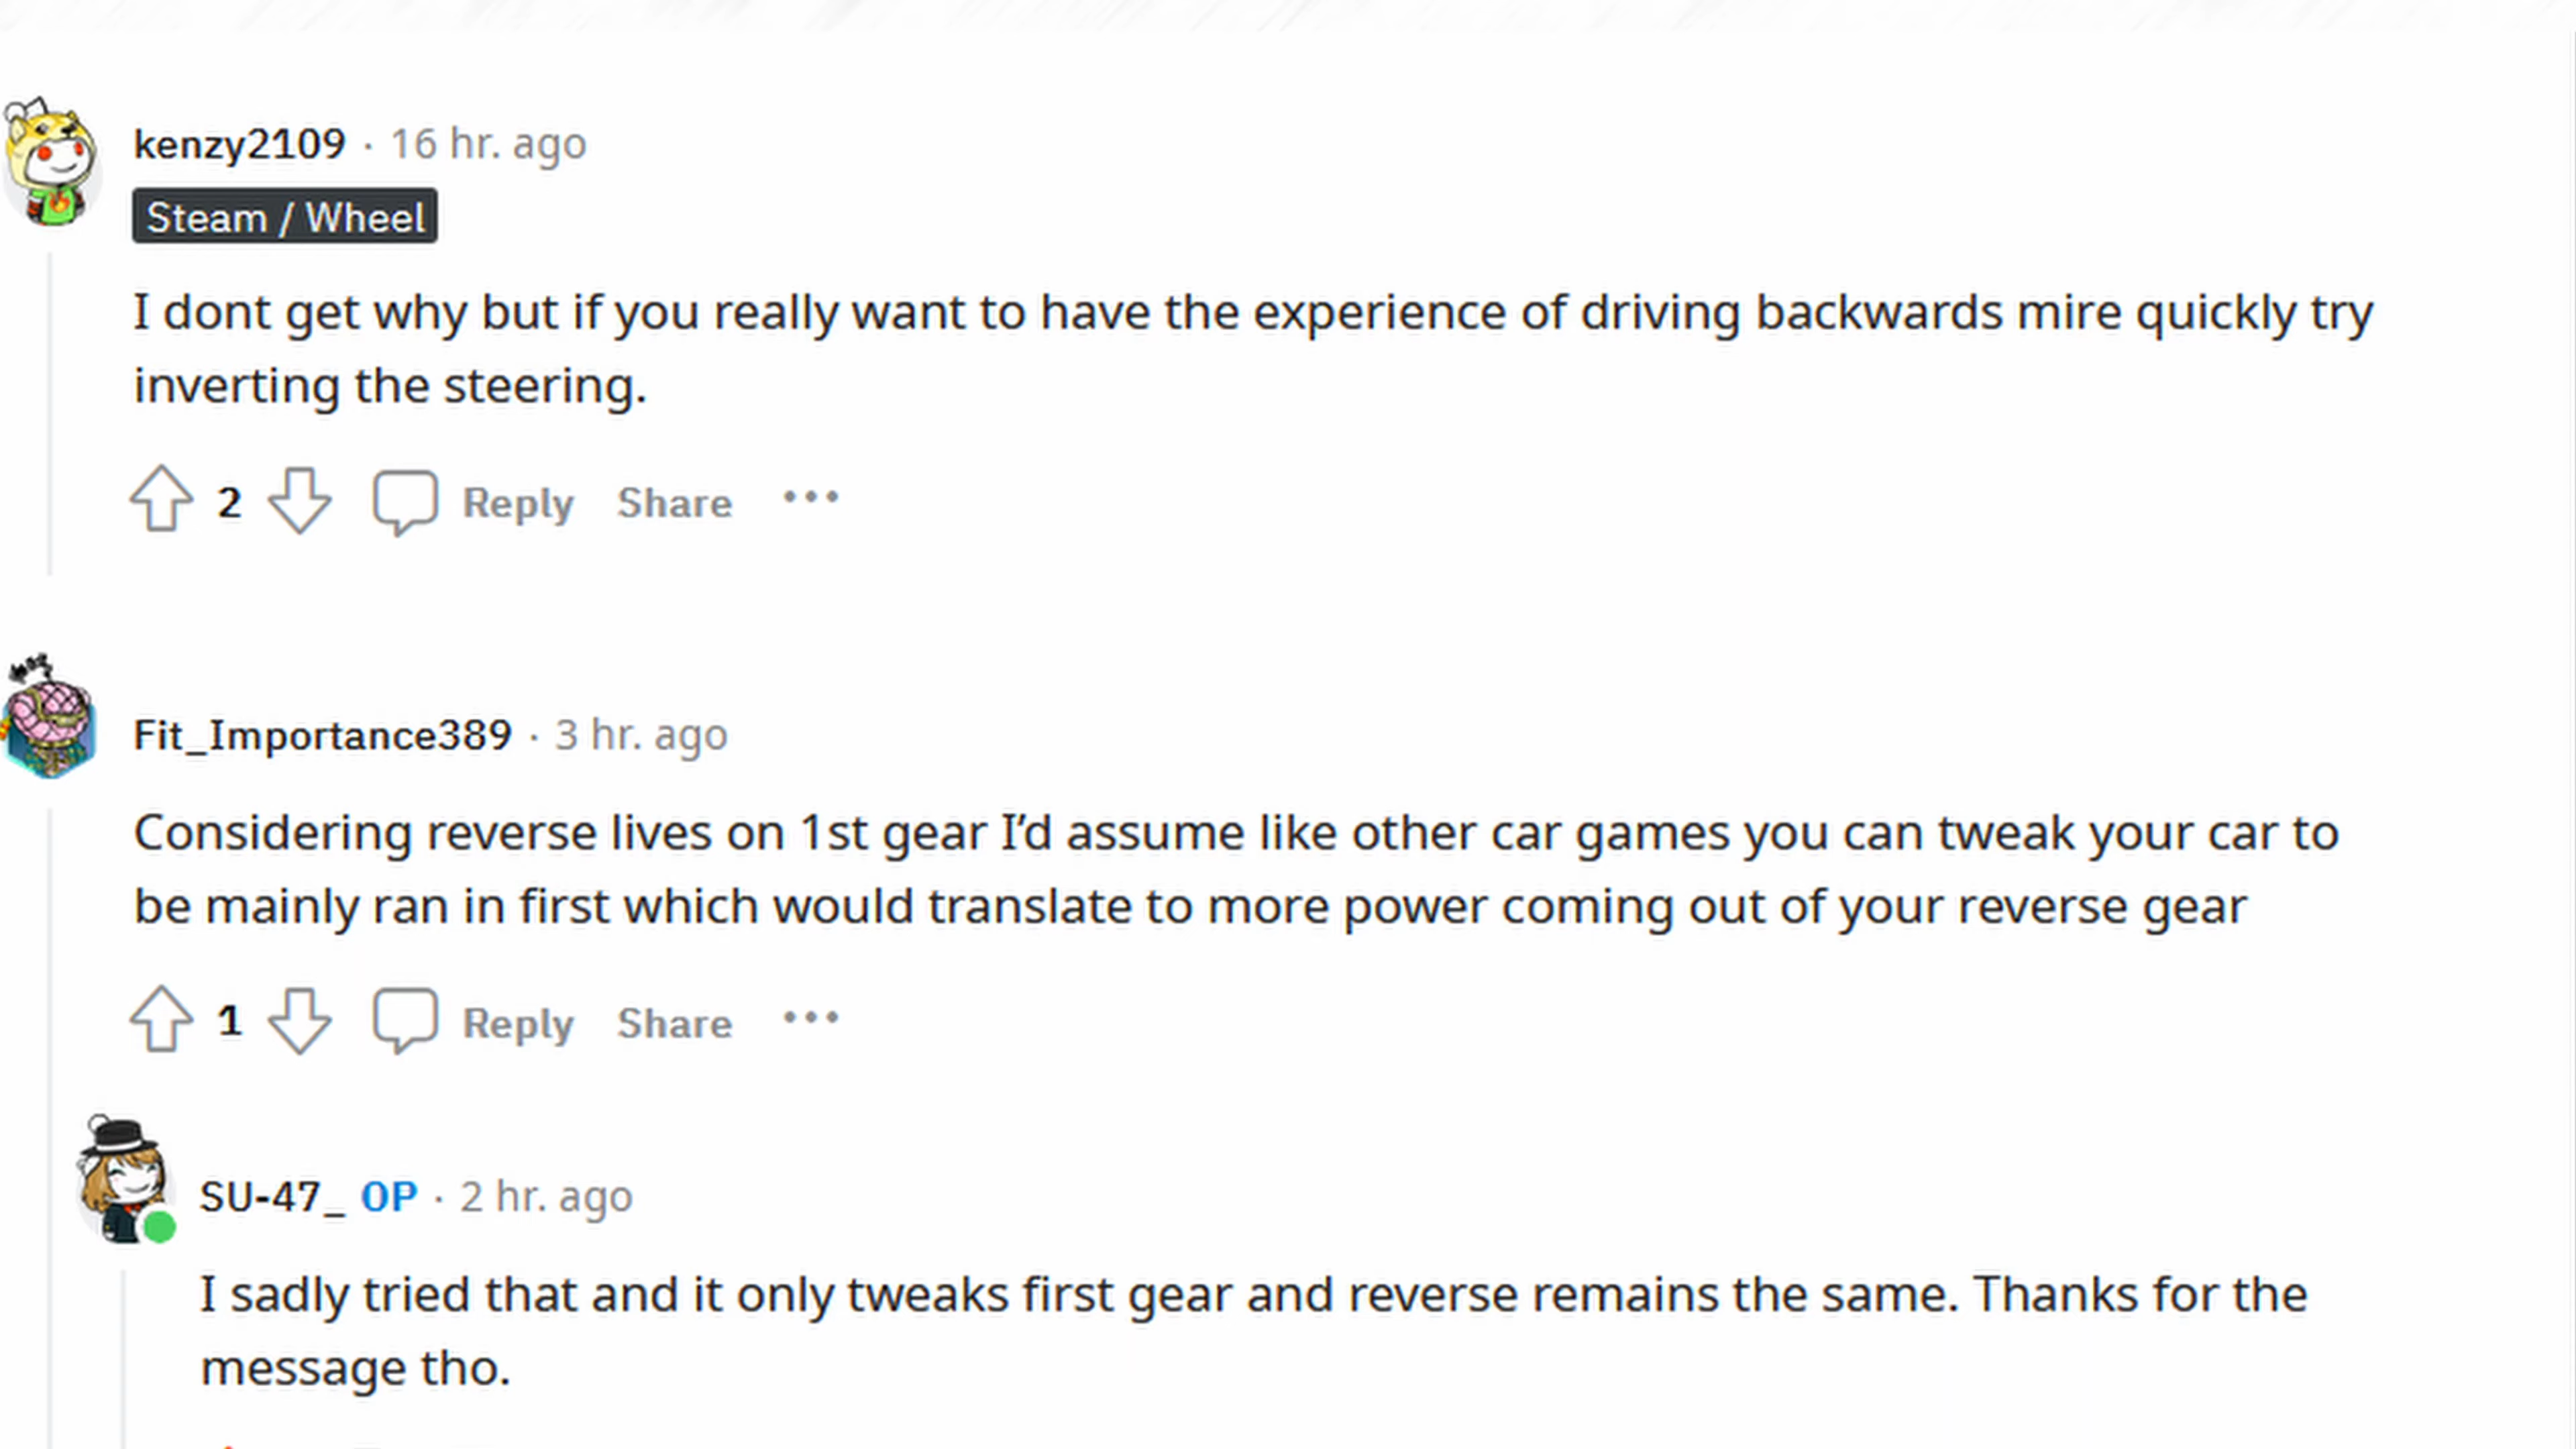 kenzy2109 · 16 hr. ago
Steam / Wheel
I dont get why but if you really want to have the experience of driving backwards mire quickly try
inverting the steering.
2 Reply Share •••
Fit_Importance389 · 3 hr. ago
Considering reverse lives on 1st gear I’d assume like other car games you can tweak your car to
be mainly ran in first which would translate to more power coming out of your reverse gear
1 Reply Share •••
SU-47_ OP · 2 hr. ago
I sadly tried that and it only tweaks first gear and reverse remains the same. Thanks for the
message tho.